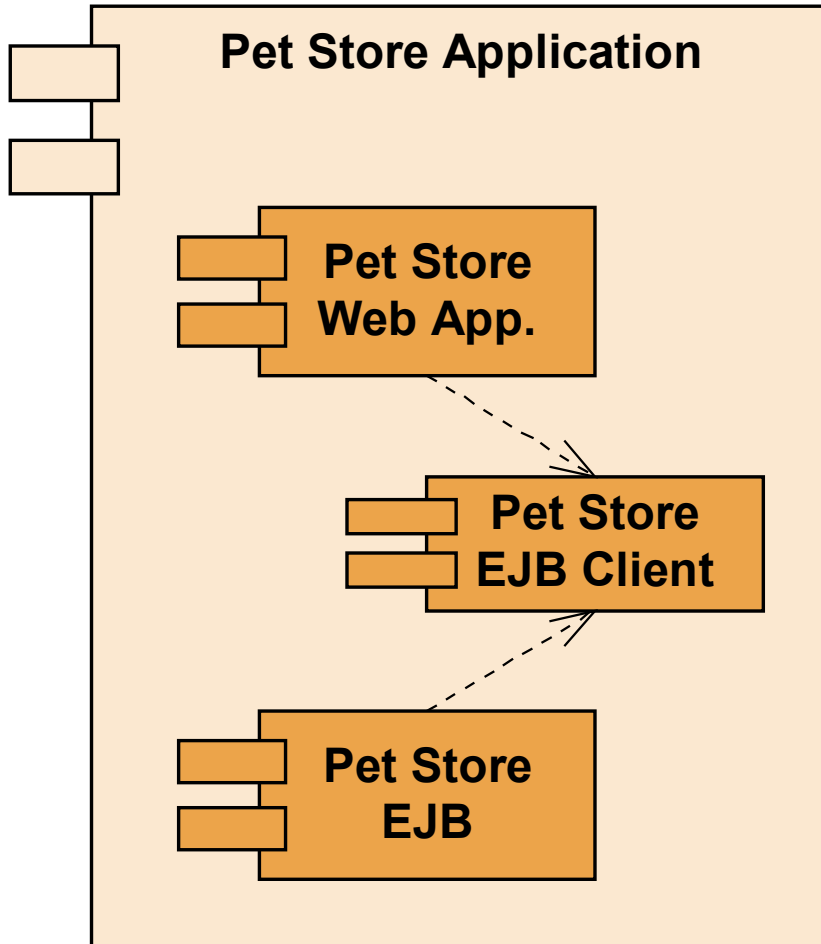 Pet Store Application
Pet Store
Web App.
Pet Store
EJB Client
Pet Store
EJB